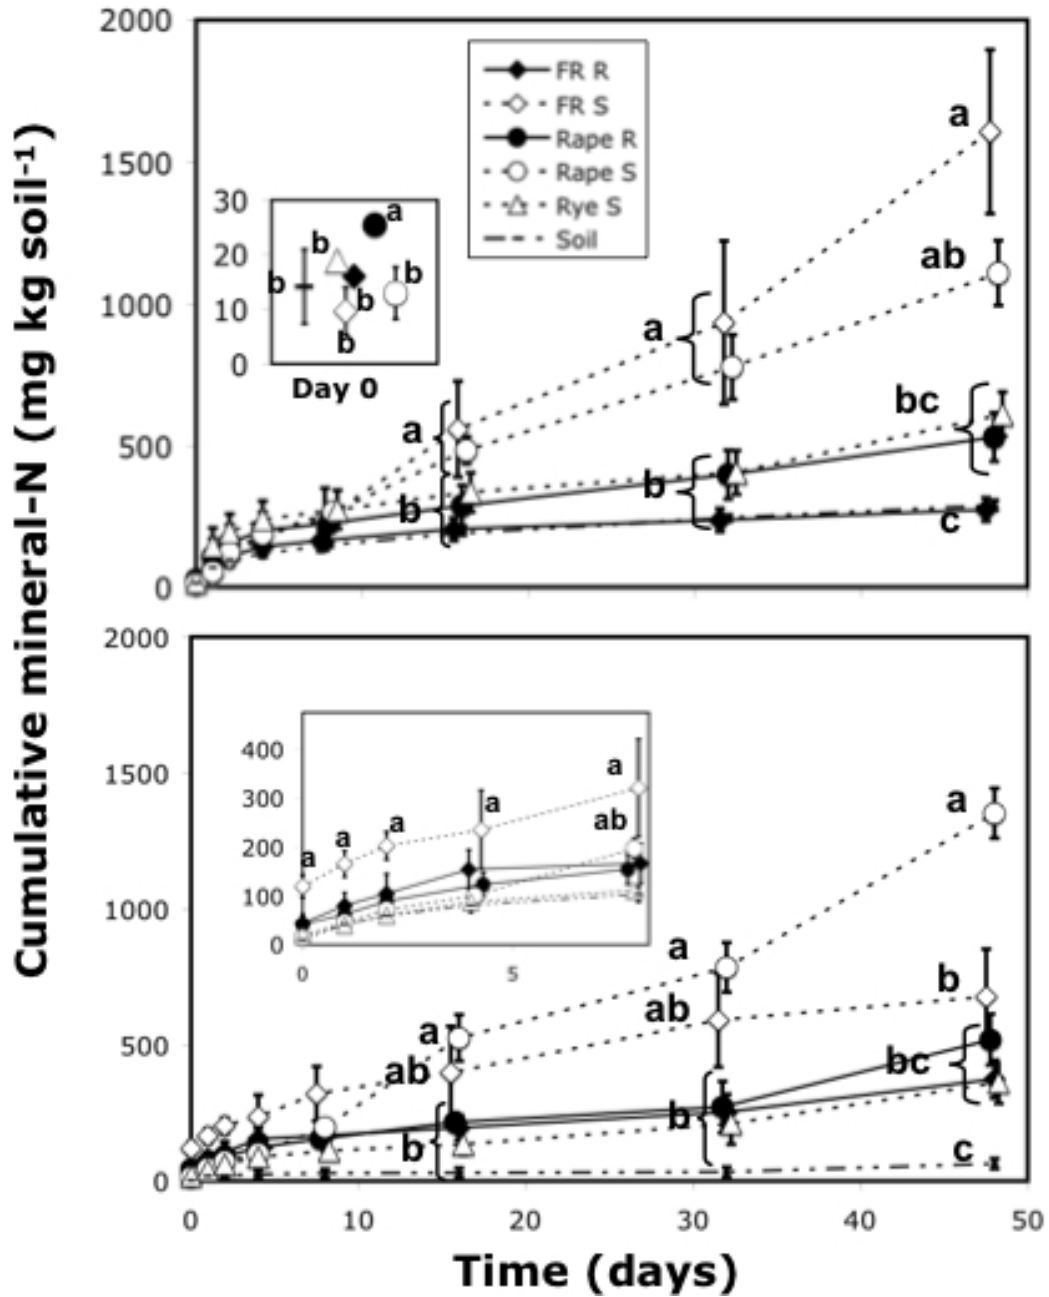 Cumulative mineral-N (mg kg soil-1)
2000
1500
1000
500
0
FR R
FR S
Rape R
Rape S
Rye S
Soil
30
20
10
0
a
b
b
b
b
b
Day 0
a
b
a
b
a
ab
bc
c
2000
1500
1000
500
0
400
300
200
100
0
0
5
a
a
a
a
a
ab
a
ab
b
a
ab
b
a
b
bc
c
0
10
20
30
40
50
Time (days)